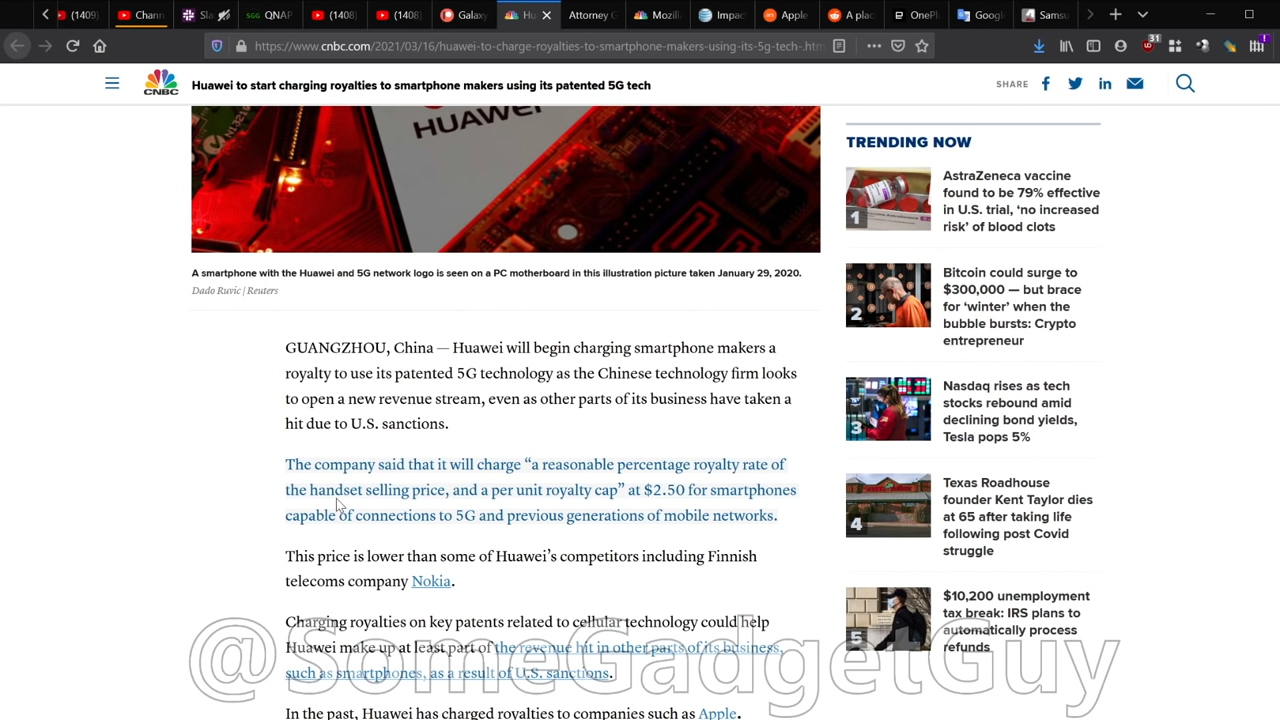 (1409)
Chann
Sla
SGG QNAP
(1408)
(1408)
Galaxy
Hu
Attorney G
Mozill
Impac
Apple
A plac
OnePl
Googl
Samsu
https://www.cnbc.com/2021/03/16/huawei-to-charge-royalties-to-smartphone-makers-using-its-5g-tech-.htm
31
CNBC
Huawei to start charging royalties to smartphone makers using its patented 5G tech
SHARE
HUAWEI
A smartphone with the Huawei and 5G network logo is seen on a PC motherboard in this illustration picture taken January 29, 2020.
Dado Ruvic | Reuters
GUANGZHOU, China — Huawei will begin charging smartphone makers a
royalty to use its patented 5G technology as the Chinese technology firm looks
to open a new revenue stream, even as other parts of its business have taken a
hit due to U.S. sanctions.
The company said that it will charge “a reasonable percentage royalty rate of
the handset selling price, and a per unit royalty cap” at $2.50 for smartphones
capable of connections to 5G and previous generations of mobile networks.
This price is lower than some of Huawei’s competitors including Finnish
telecoms company Nokia.
Charging royalties on key patents related to cellular technology could help
Huawei make up at least part of the revenue hit in other parts of its business,
such as smartphones, as a result of U.S. sanctions.
In the past, Huawei has charged royalties to companies such as Apple.
TRENDING NOW
1
AstraZeneca vaccine
found to be 79% effective
in U.S. trial, ‘no increased
risk’ of blood clots
2
Bitcoin could surge to
$300,000 — but brace
for ‘winter’ when the
bubble bursts: Crypto
entrepreneur
3
Nasdaq rises as tech
stocks rebound amid
declining bond yields,
Tesla pops 5%
4
Texas Roadhouse
founder Kent Taylor dies
at 65 after taking life
following post Covid
struggle
5
$10,200 unemployment
tax break: IRS plans to
automatically process
refunds
@SomeGadgetGuy